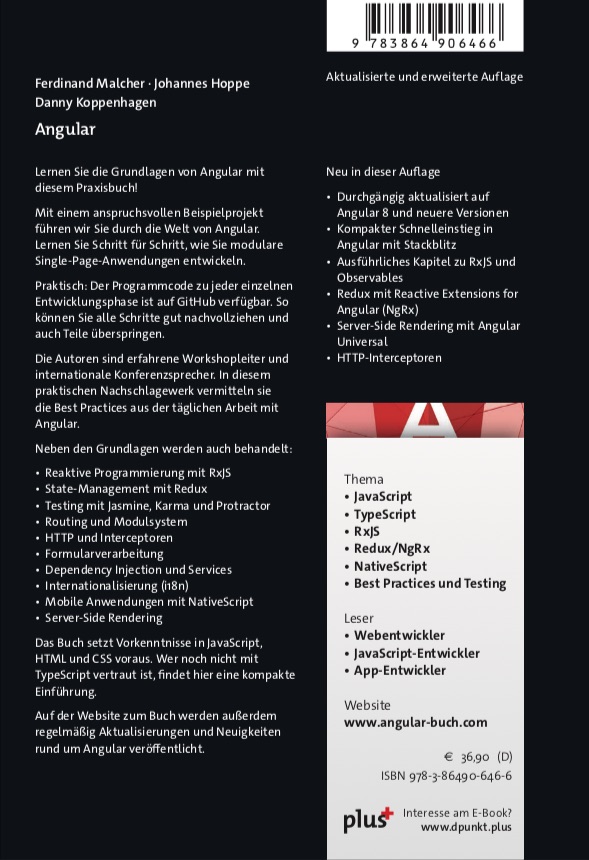 Ferdinand Malcher · Johannes Hoppe
Danny Koppenhagen
Angular
Lernen Sie die Grundlagen von Angular mit
diesem Praxisbuch!
Mit einem anspruchsvollen Beispielprojekt
führen wir Sie durch die Welt von Angular.
Lernen Sie Schritt für Schritt, wie Sie modulare
Single-Page-Anwendungen entwickeln.
Praktisch: Der Programmcode zu jeder einzelnen
Entwicklungsphase ist auf GitHub verfügbar. So
können Sie alle Schritte gut nachvollziehen und
auch Teile überspringen.
Die Autoren sind erfahrene Workshopleiter und
internationale Konferenzsprecher. In diesem
praktischen Nachschlagewerk vermitteln sie
die Best Practices aus der täglichen Arbeit mit
Angular.
Neben den Grundlagen werden auch behandelt:
• Reaktive Programmierung mit RxJS
• State-Management mit Redux
• Testing mit Jasmine, Karma und Protractor
• Routing und Modulsystem
• HTTP und Interceptoren
• Formularverarbeitung
• Dependency Injection und Services
• Internationalisierung (i18n)
• Mobile Anwendungen mit NativeScript
• Server-Side Rendering
Das Buch setzt Vorkenntnisse in JavaScript,
HTML und CSS voraus. Wer noch nicht mit
TypeScript vertraut ist, findet hier eine kompakte
Einführung.
Auf der Website zum Buch werden außerdem
regelmäßig Aktualisierungen und Neuigkeiten
rund um Angular veröffentlicht.
9 783864 906466
Aktualisierte und erweiterte Auflage
Neu in dieser Auflage
• Durchgängig aktualisiert auf
Angular 8 und neuere Versionen
• Kompakter Schnelleinstieg in
Angular mit Stackblitz
• Ausführliches Kapitel zu RxJS und
Observables
• Redux mit Reactive Extensions for
Angular (NgRx)
• Server-Side Rendering mit Angular
Universal
• HTTP-Interceptoren
A
Thema
• JavaScript
• TypeScript
• RxJS
• Redux/NgRx
• NativeScript
• Best Practices und Testing
Leser
• Webentwickler
• JavaScript-Entwickler
• App-Entwickler
Website
www.angular-buch.com
€ 36,90 (D)
ISBN 978-3-86490-646-6
plus+
Interesse am E-Book?
www.dpunkt.plus